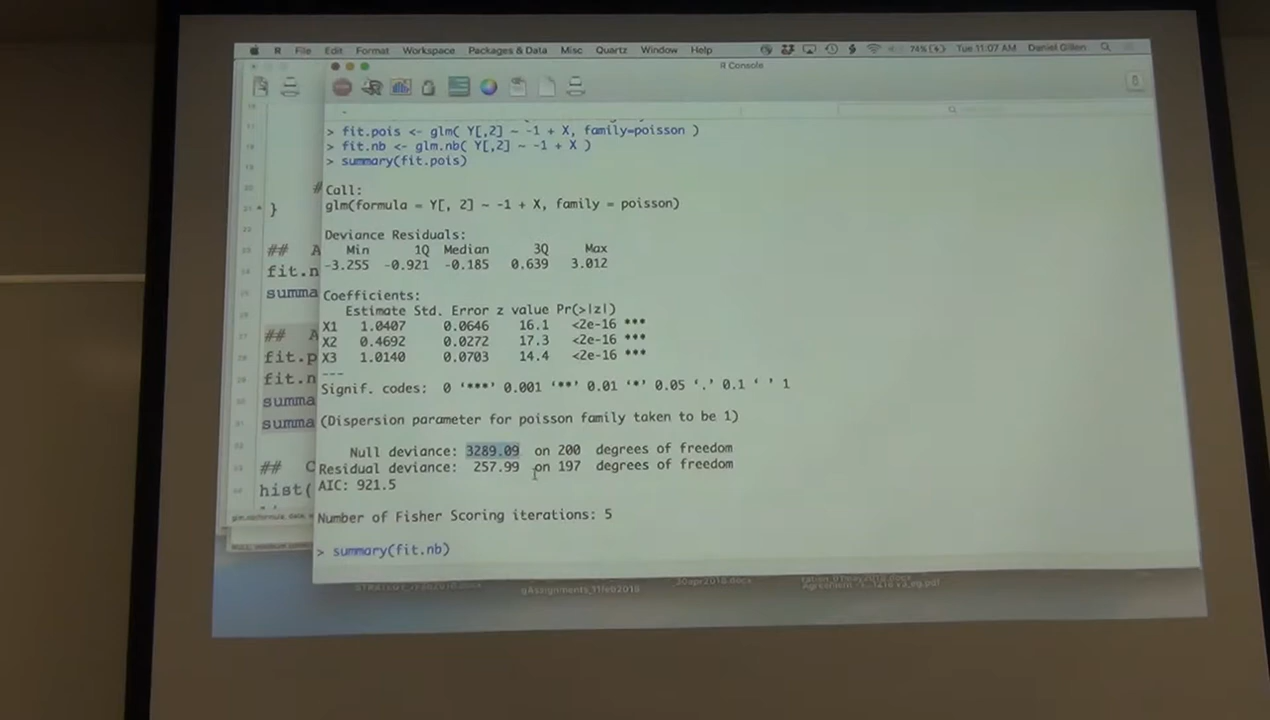 R File Edit Format Workspace Packages & Data Misc Quartz Window Help 74% Tue 11:07 AM Daniel Gillen
R Console
> fit.pois <- glm( Y[,2] ~ -1 + X, family=poisson )
> fit.nb <- glm.nb( Y[,2] ~ -1 + X )
> summary(fit.pois)
Call:
glm(formula = Y[, 2] ~ -1 + X, family = poisson)
Deviance Residuals:
Min 1Q Median 3Q Max
-3.255 -0.921 -0.185 0.639 3.012
Coefficients:
Estimate Std. Error z value Pr(>|z|)
X1 1.0407 0.0646 16.1 <2e-16 ***
X2 0.4692 0.0272 17.3 <2e-16 ***
X3 1.0140 0.0703 14.4 <2e-16 ***
---
Signif. codes: 0 ‘***’ 0.001 ‘**’ 0.01 ‘*’ 0.05 ‘.’ 0.1 ‘ ’ 1
(Dispersion parameter for poisson family taken to be 1)
Null deviance: 3289.09 on 200 degrees of freedom
Residual deviance: 257.99 on 197 degrees of freedom
AIC: 921.5
Number of Fisher Scoring iterations: 5
> summary(fit.nb)
#
}
## A
fit.n
summa
## A
fit.p
fit.n
summa
summa
## C
hist(
30apr2018.docx
gAssignments_11feb2018